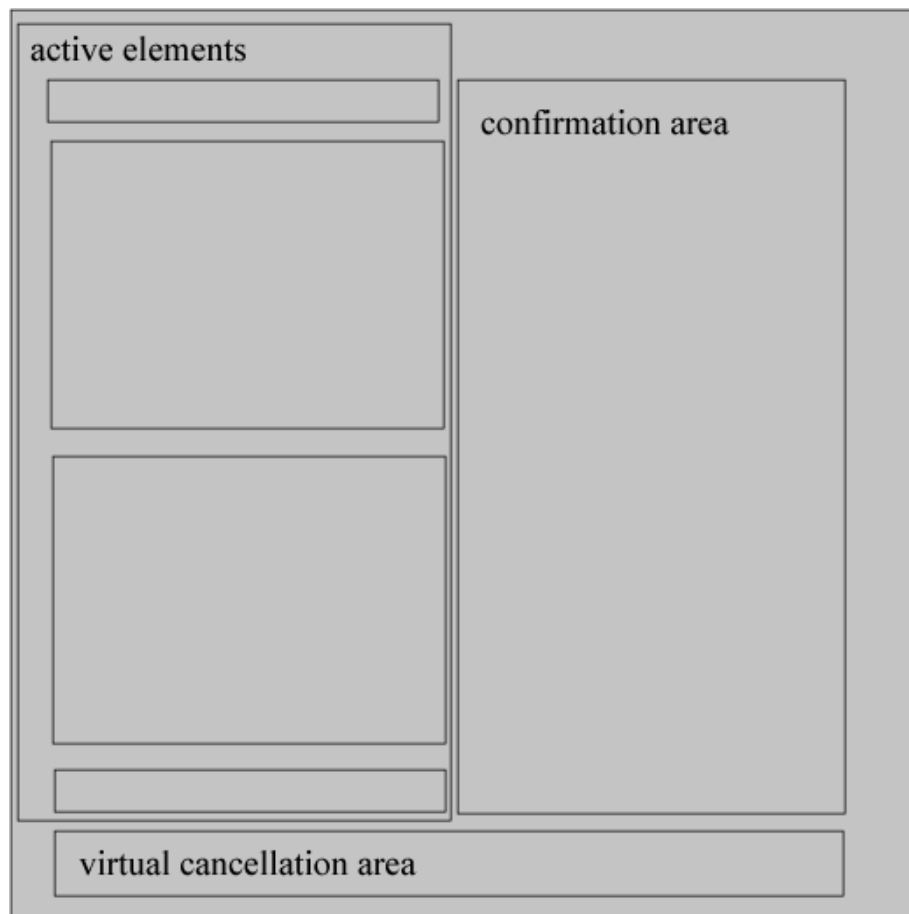 active elements
confirmation area
virtual cancellation area